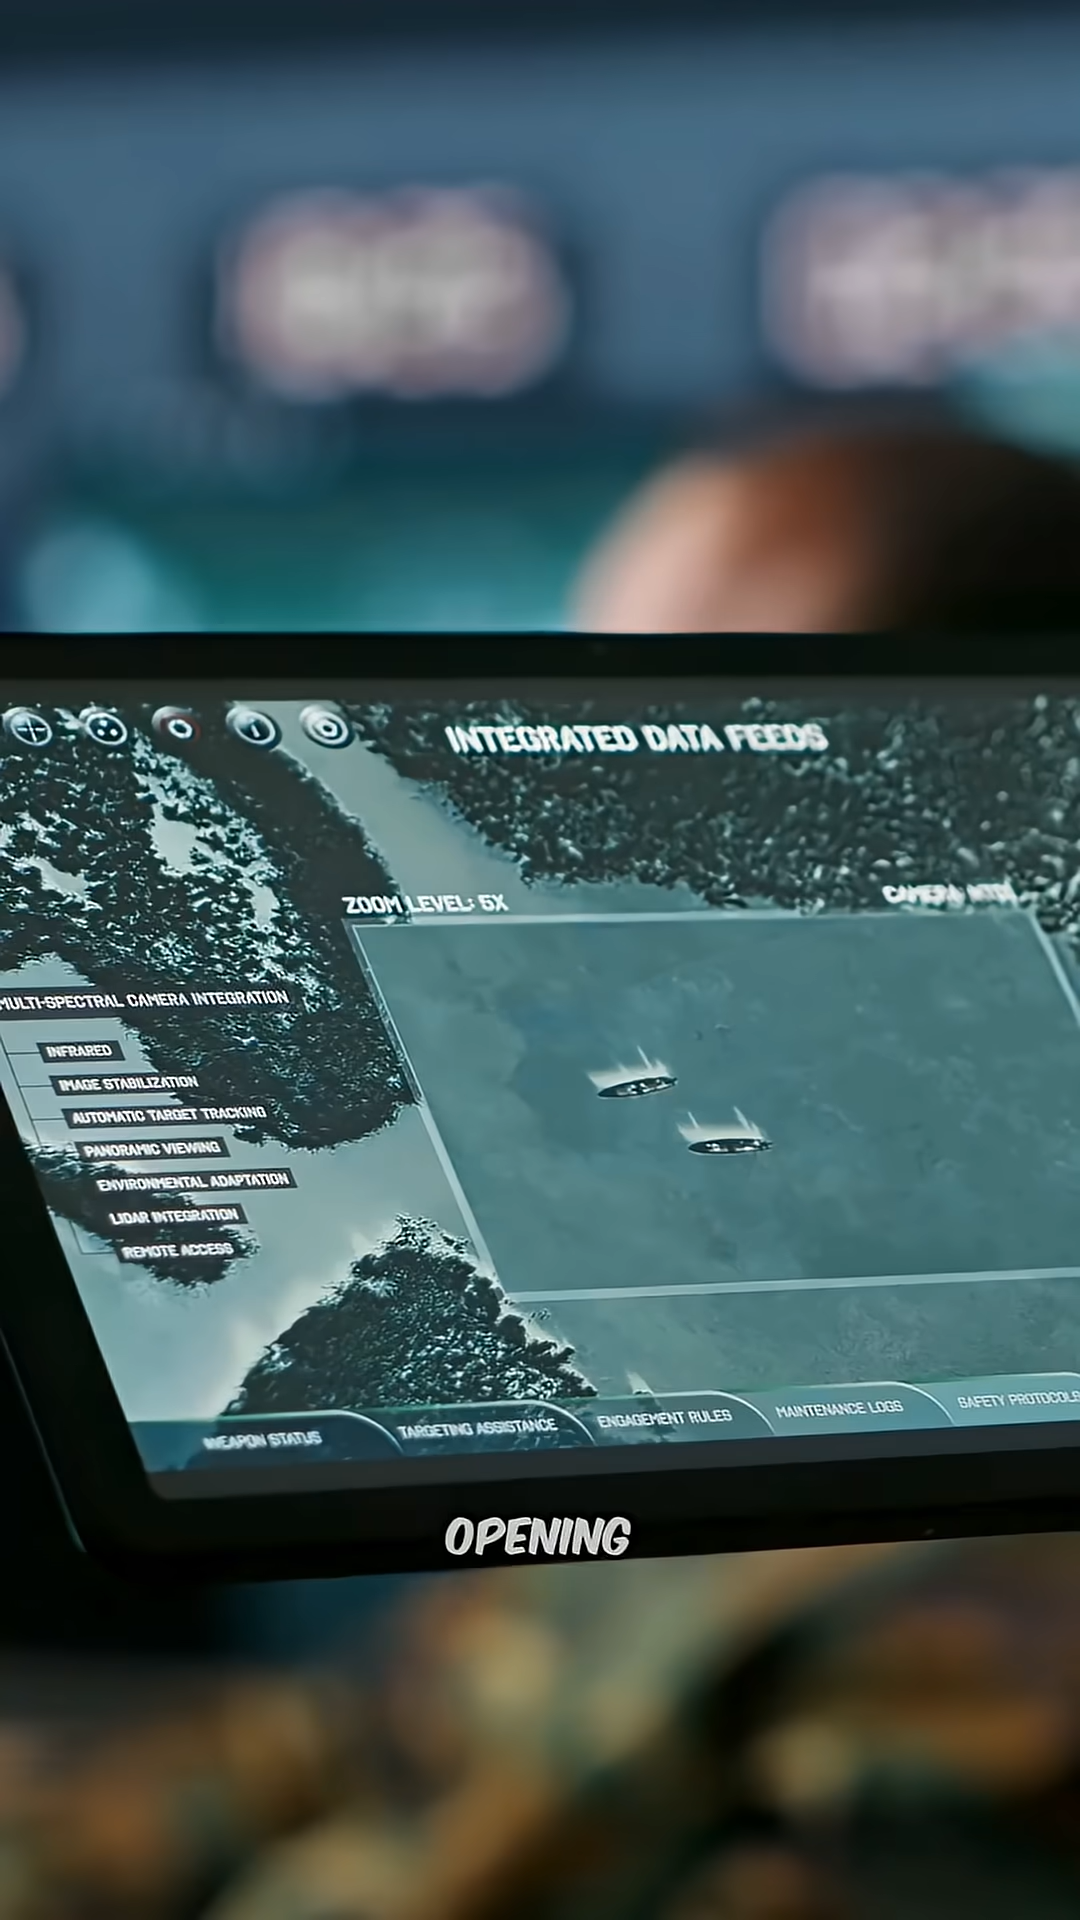 INTEGRATED DATA FEEDS
ZOOM LEVEL: 5X
CAMERA:
MULTI-SPECTRAL CAMERA INTEGRATION
INFRARED
IMAGE STABILIZATION
AUTOMATIC TARGET TRACKING
PANORAMIC VIEWING
ENVIRONMENTAL ADAPTATION
LIDAR INTEGRATION
REMOTE ACCESS
WEAPON STATUS
TARGETING ASSISTANCE
ENGAGEMENT RULES
MAINTENANCE LOGS
SAFETY PROTOCOLS
OPENING